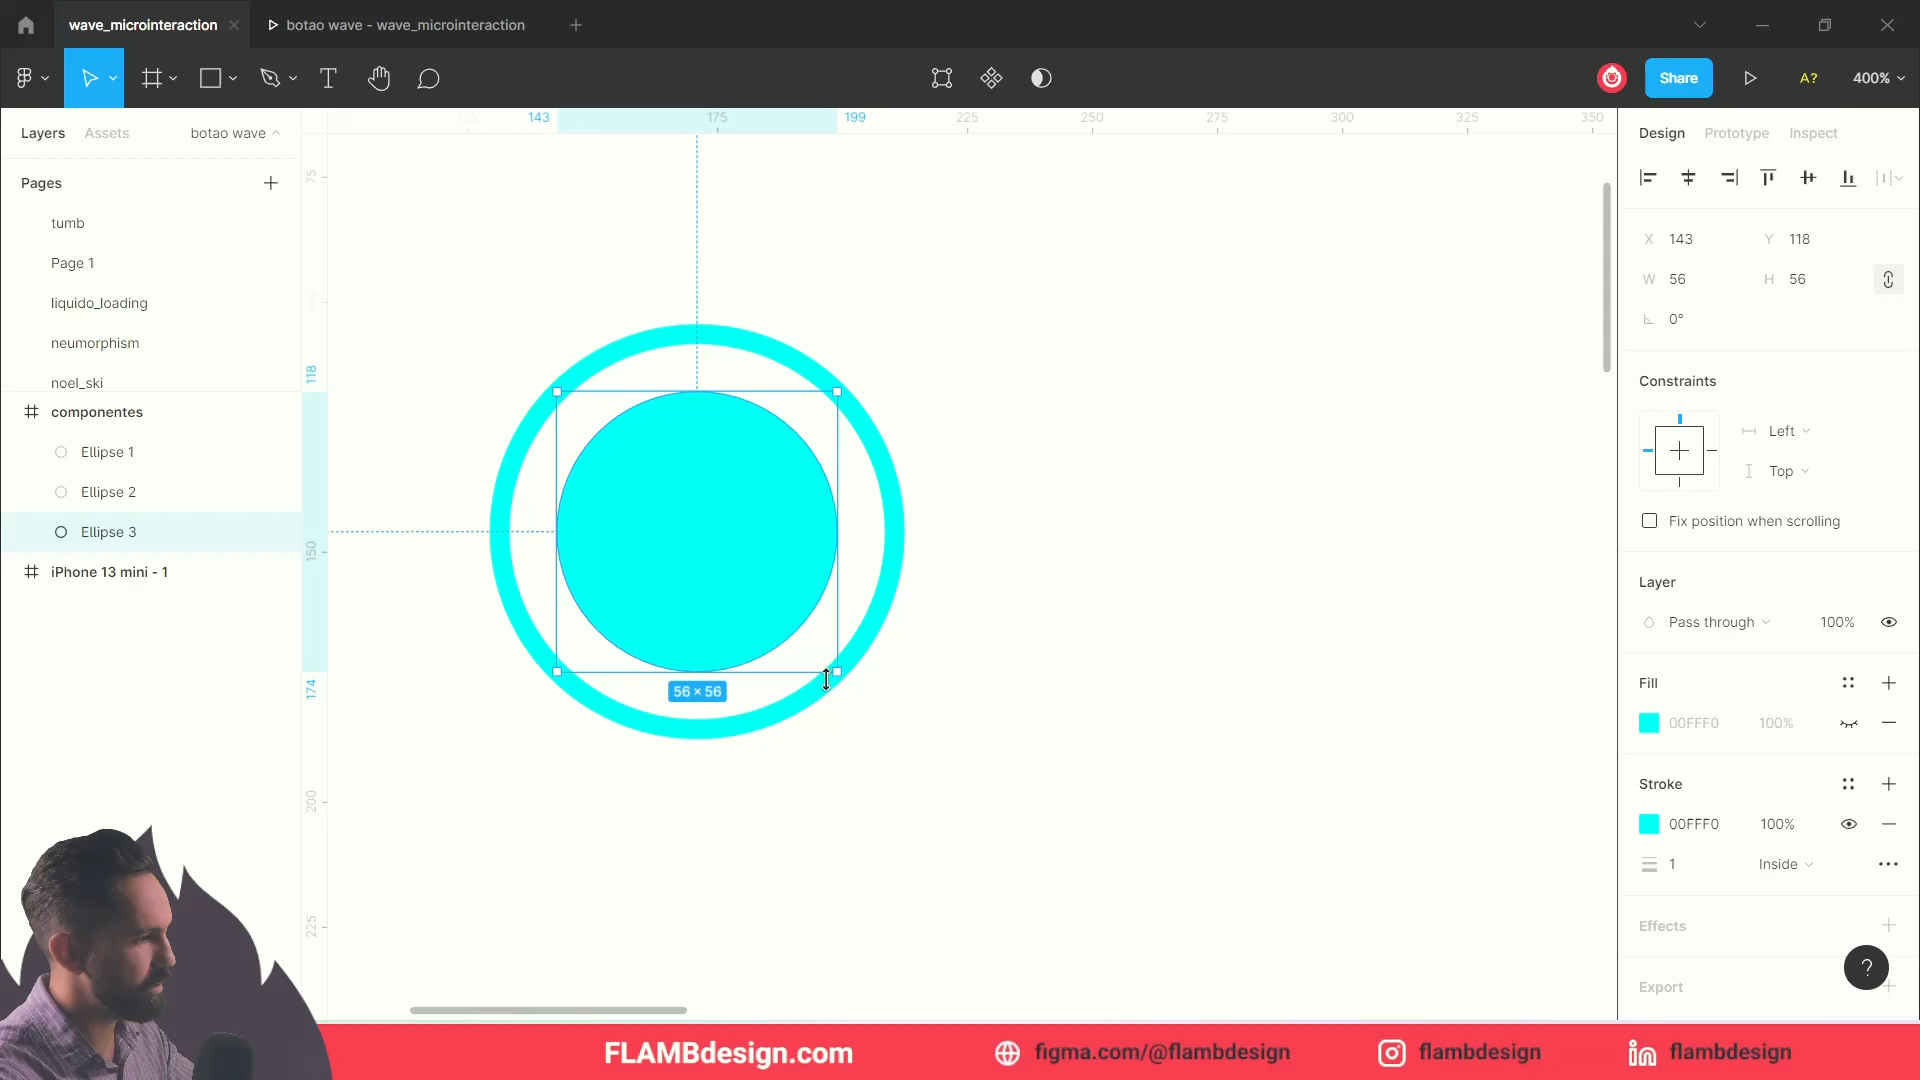 wave_microinteraction
botao wave - wave_microinteraction
Share
A?
400%
Layers
Assets
botao wave
Pages
tumb
Page 1
liquido_loading
neumorphism
noel_ski
componentes
Ellipse 1
Ellipse 2
Ellipse 3
iPhone 13 mini - 1
143
175
199
225
250
275
300
325
350
75
118
150
174
200
225
56 × 56
Design
Prototype
Inspect
X 143 Y 118
W 56 H 56
0°
Constraints
Left
Top
Fix position when scrolling
Layer
Pass through 100%
Fill
00FFF0 100%
Stroke
00FFF0 100%
1 Inside
Effects
Export
?
FLAMBdesign.com
figma.com/@flambdesign
flambdesign
in flambdesign